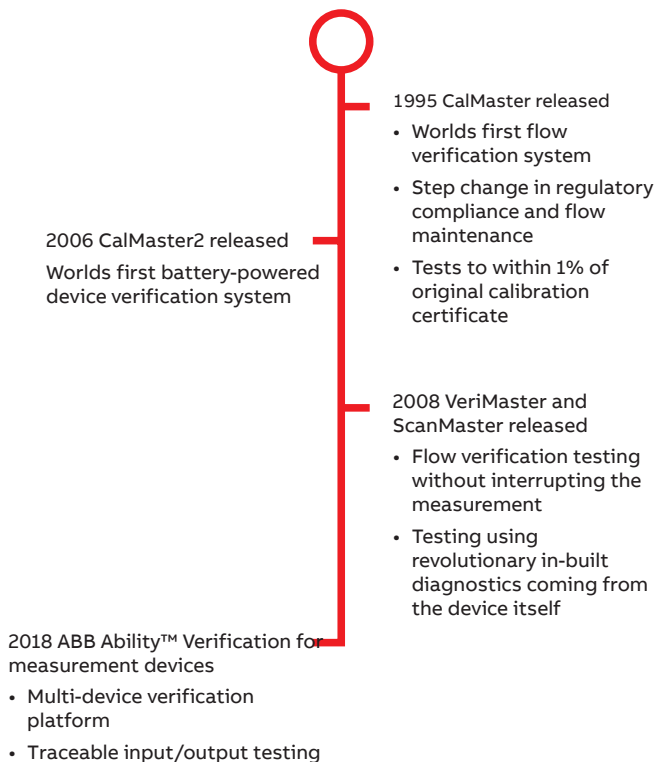 1995 CalMaster released
• Worlds first flow
verification system
• Step change in regulatory
compliance and flow
maintenance
• Tests to within 1% of
original calibration
certificate
2006 CalMaster2 released
Worlds first battery-powered
device verification system
2008 VeriMaster and
ScanMaster released
• Flow verification testing
without interrupting the
measurement
• Testing using
revolutionary in-built
diagnostics coming from
the device itself
2018 ABB Ability™ Verification for
measurement devices
• Multi-device verification
platform
• Traceable input/output testing